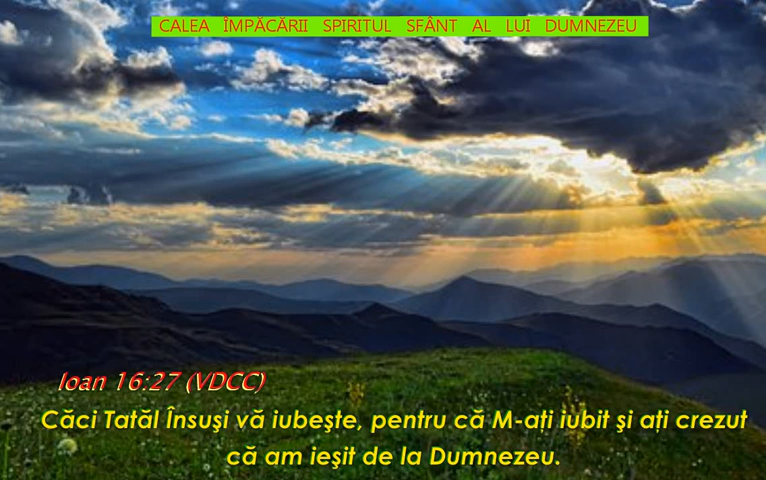 CALEA ÎMPĂCĂRII SPIRITUL SFÂNT AL LUI DUMNEZEU
Ioan 16:27 (VDCC)
Căci Tatăl Însuşi vă iubeşte, pentru că M-aţi iubit şi aţi crezut
că am ieşit de la Dumnezeu.